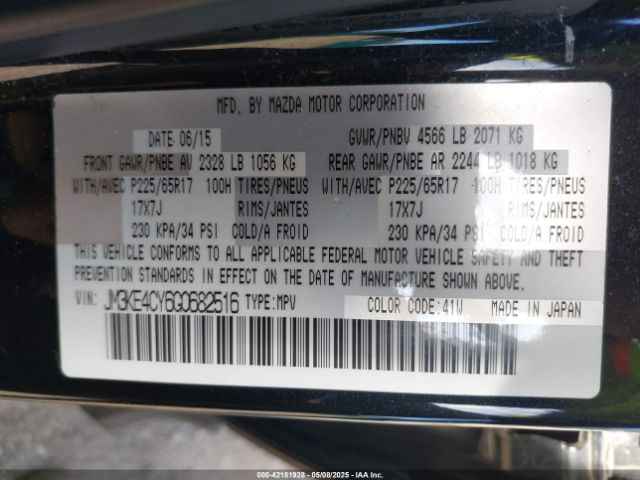 MFD. BY MAZDA MOTOR CORPORATION
DATE 06/15 GVWR/PNBV 4566 LB 2071 KG
FRONT GAWR/PNBE AV 2328 LB 1056 KG REAR GAWR/PNBE AR 2244 LB 1018 KG
WITH/AVEC P225/65R17 100H TIRES/PNEUS WITH/AVEC P225/65R17 100H TIRES/PNEUS
17X7J RIMS/JANTES 17X7J RIMS/JANTES
230 KPA/34 PSI COLD/A FROID 230 KPA/34 PSI COLD/A FROID
THIS VEHICLE CONFORMS TO ALL APPLICABLE FEDERAL MOTOR VEHICLE SAFETY AND THEFT
PREVENTION STANDARDS IN EFFECT ON THE DATE OF MANUFACTURE SHOWN ABOVE.
VIN: JM3KE4CY6G0682516 TYPE:MPV COLOR CODE:41W MADE IN JAPAN
000-42181928 - 05/08/2025 - IAA Inc.